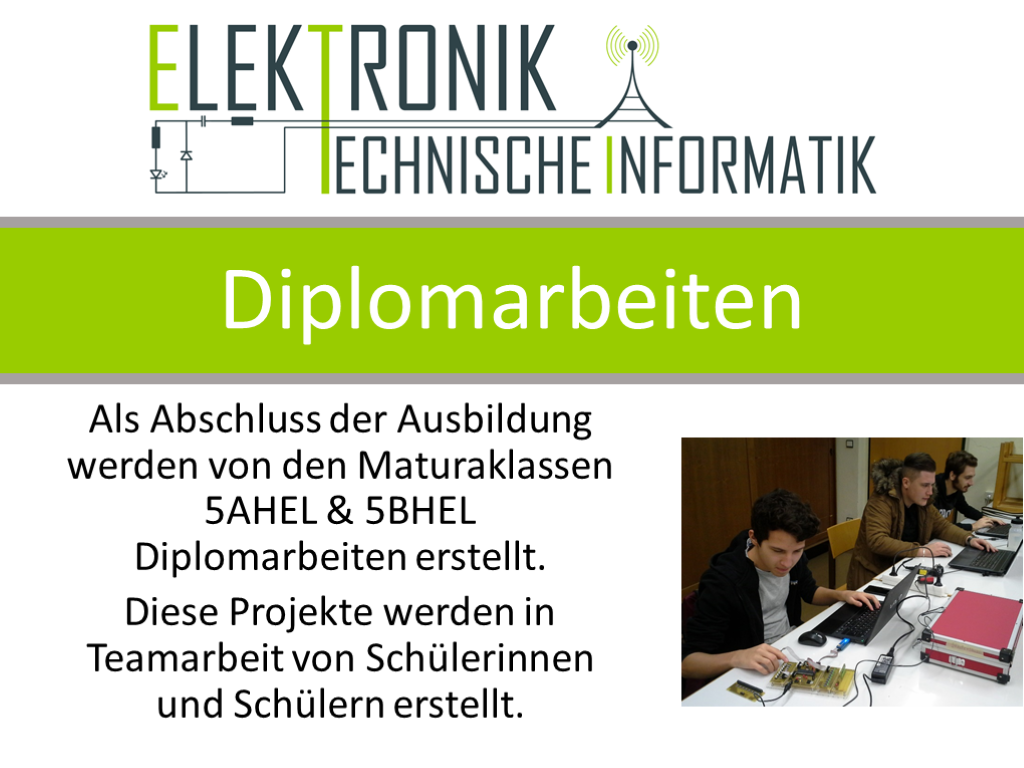 ELEKTRONIK
TECHNISCHE INFORMATIK
Diplomarbeiten
Als Abschluss der Ausbildung
werden von den Maturaklassen
5AHEL & 5BHEL
Diplomarbeiten erstellt.
Diese Projekte werden in
Teamarbeit von Schülerinnen
und Schülern erstellt.